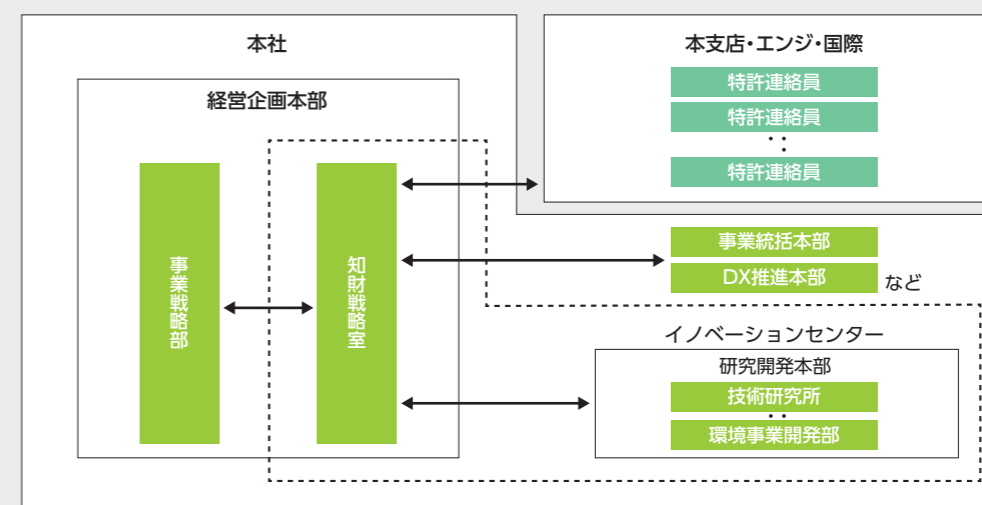 本社
経営企画本部
事業戦略部
知財戦略室
本支店・エンジ・国際
特許連絡員
特許連絡員
：
特許連絡員
事業統括本部
DX推進本部
など
イノベーションセンター
研究開発本部
技術研究所
：
環境事業開発部